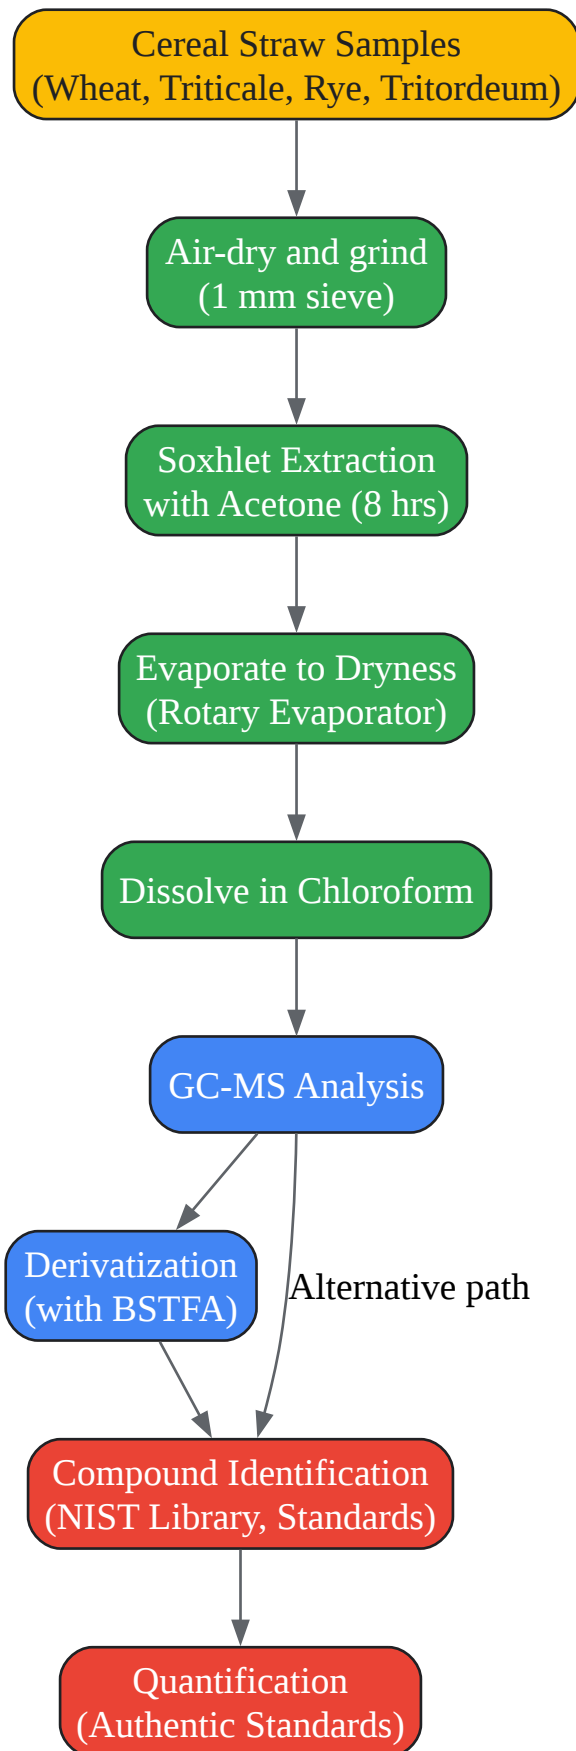 Cereal Straw Samples
(Wheat, Triticale, Rye, Tritordeum)
Air-dry and grind
(1 mm sieve)
Soxhlet Extraction
with Acetone (8 hrs)
Evaporate to Dryness
(Rotary Evaporator)
Dissolve in Chloroform
GC-MS Analysis
Derivatization
(with BSTFA)
Alternative path
Compound Identification
(NIST Library, Standards)
Quantification
(Authentic Standards)